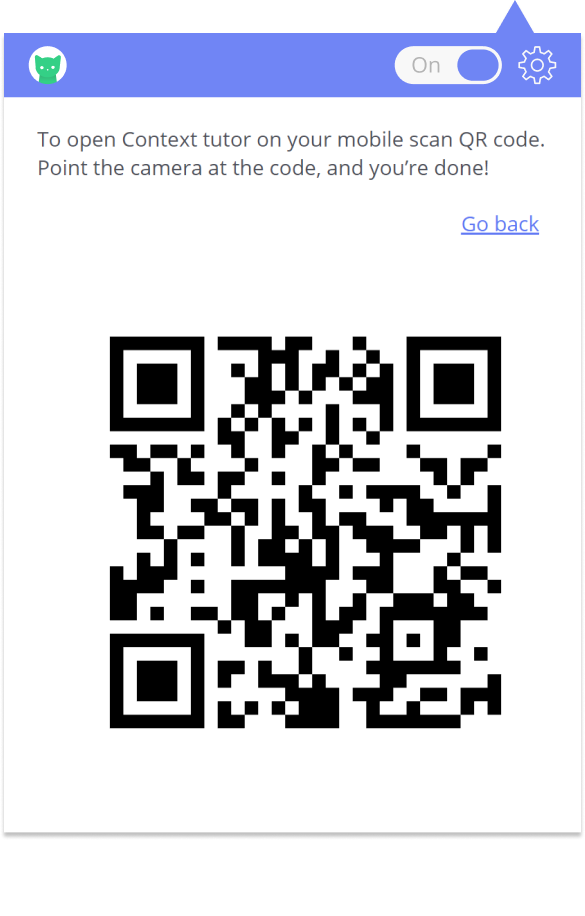 On
To open Context tutor on your mobile scan QR code.
Point the camera at the code, and you’re done!
Go back